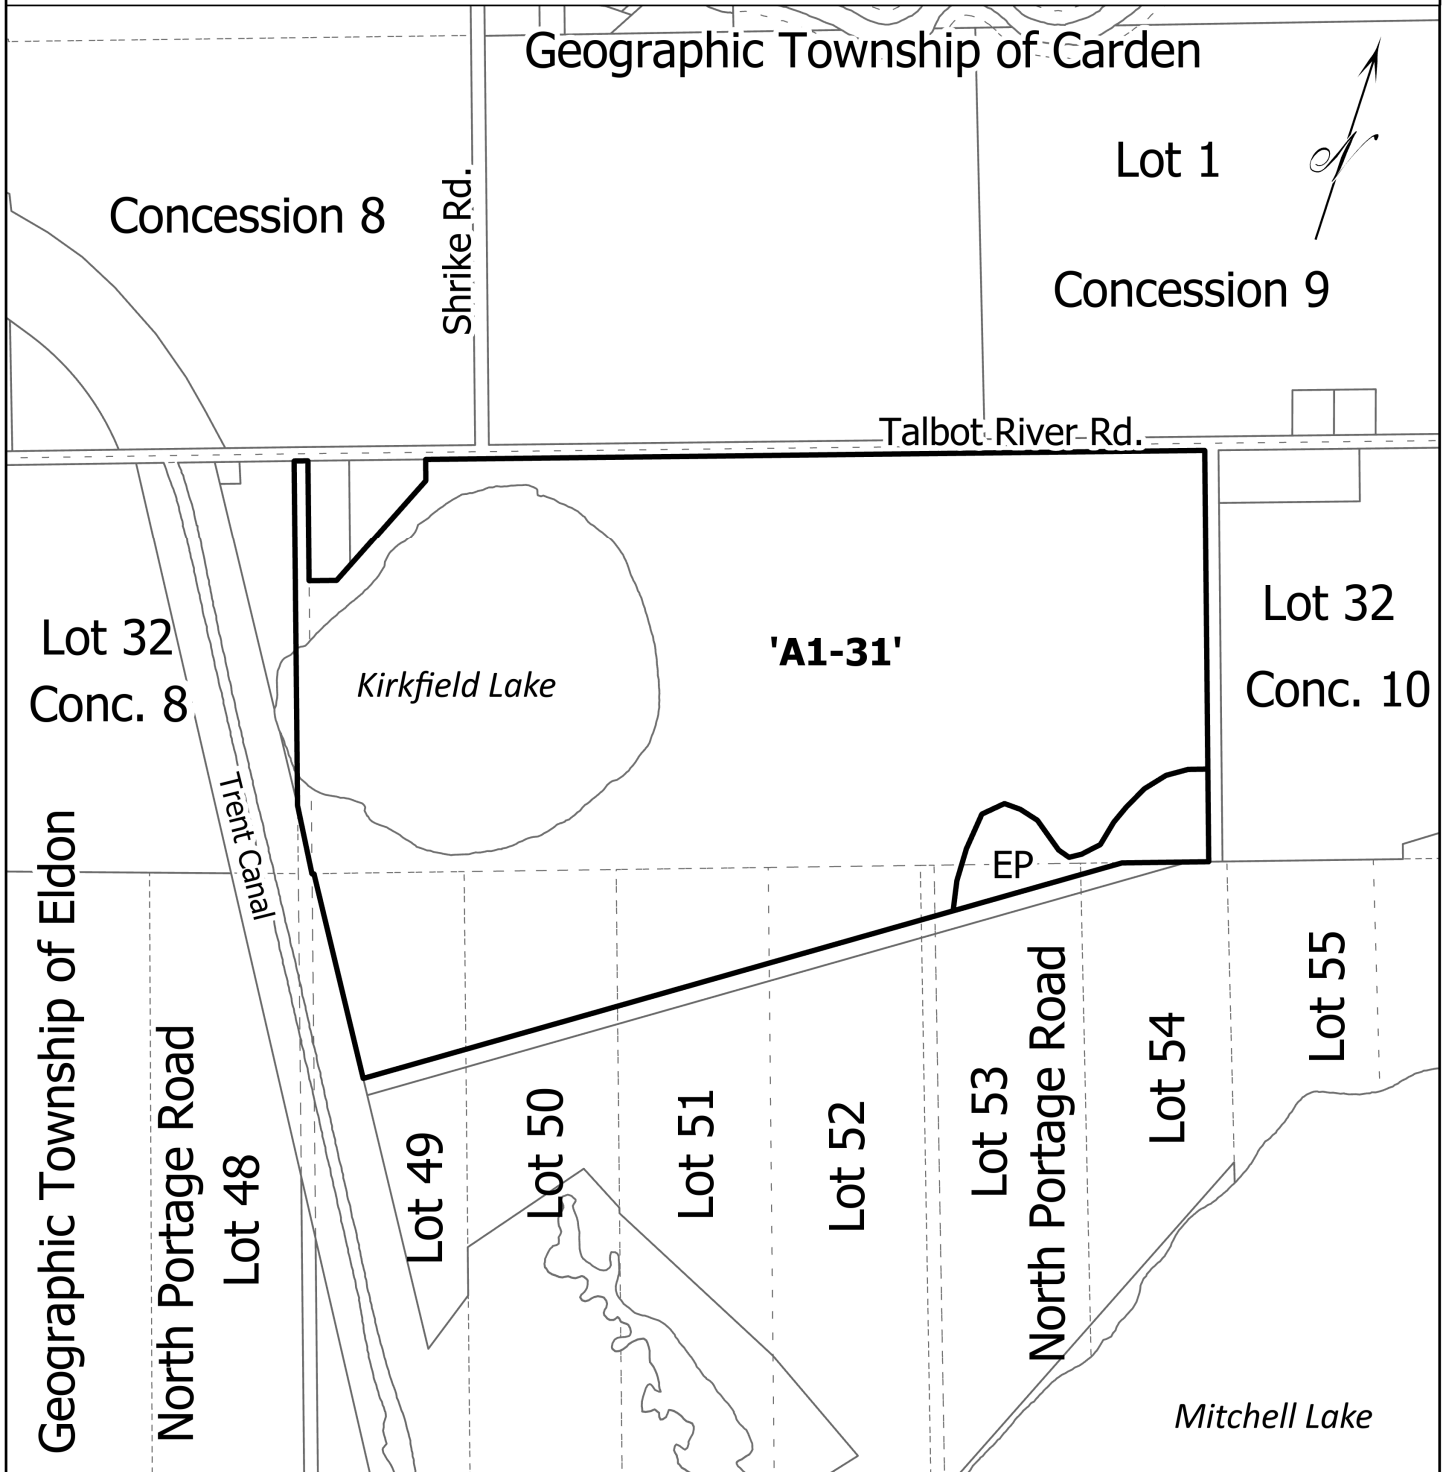 Geographic Township of Carden
Lot 1
N
Concession 8
Shrike Rd.
Concession 9
Talbot River Rd.
Lot 32
Conc. 8
Kirkfield Lake
'A1-31'
Lot 32
Conc. 10
Trent Canal
EP
Geographic Township of Eldon
North Portage Road
Lot 48
Lot 49
Lot 50
Lot 51
Lot 52
Lot 53
North Portage Road
Lot 54
Lot 55
Mitchell Lake